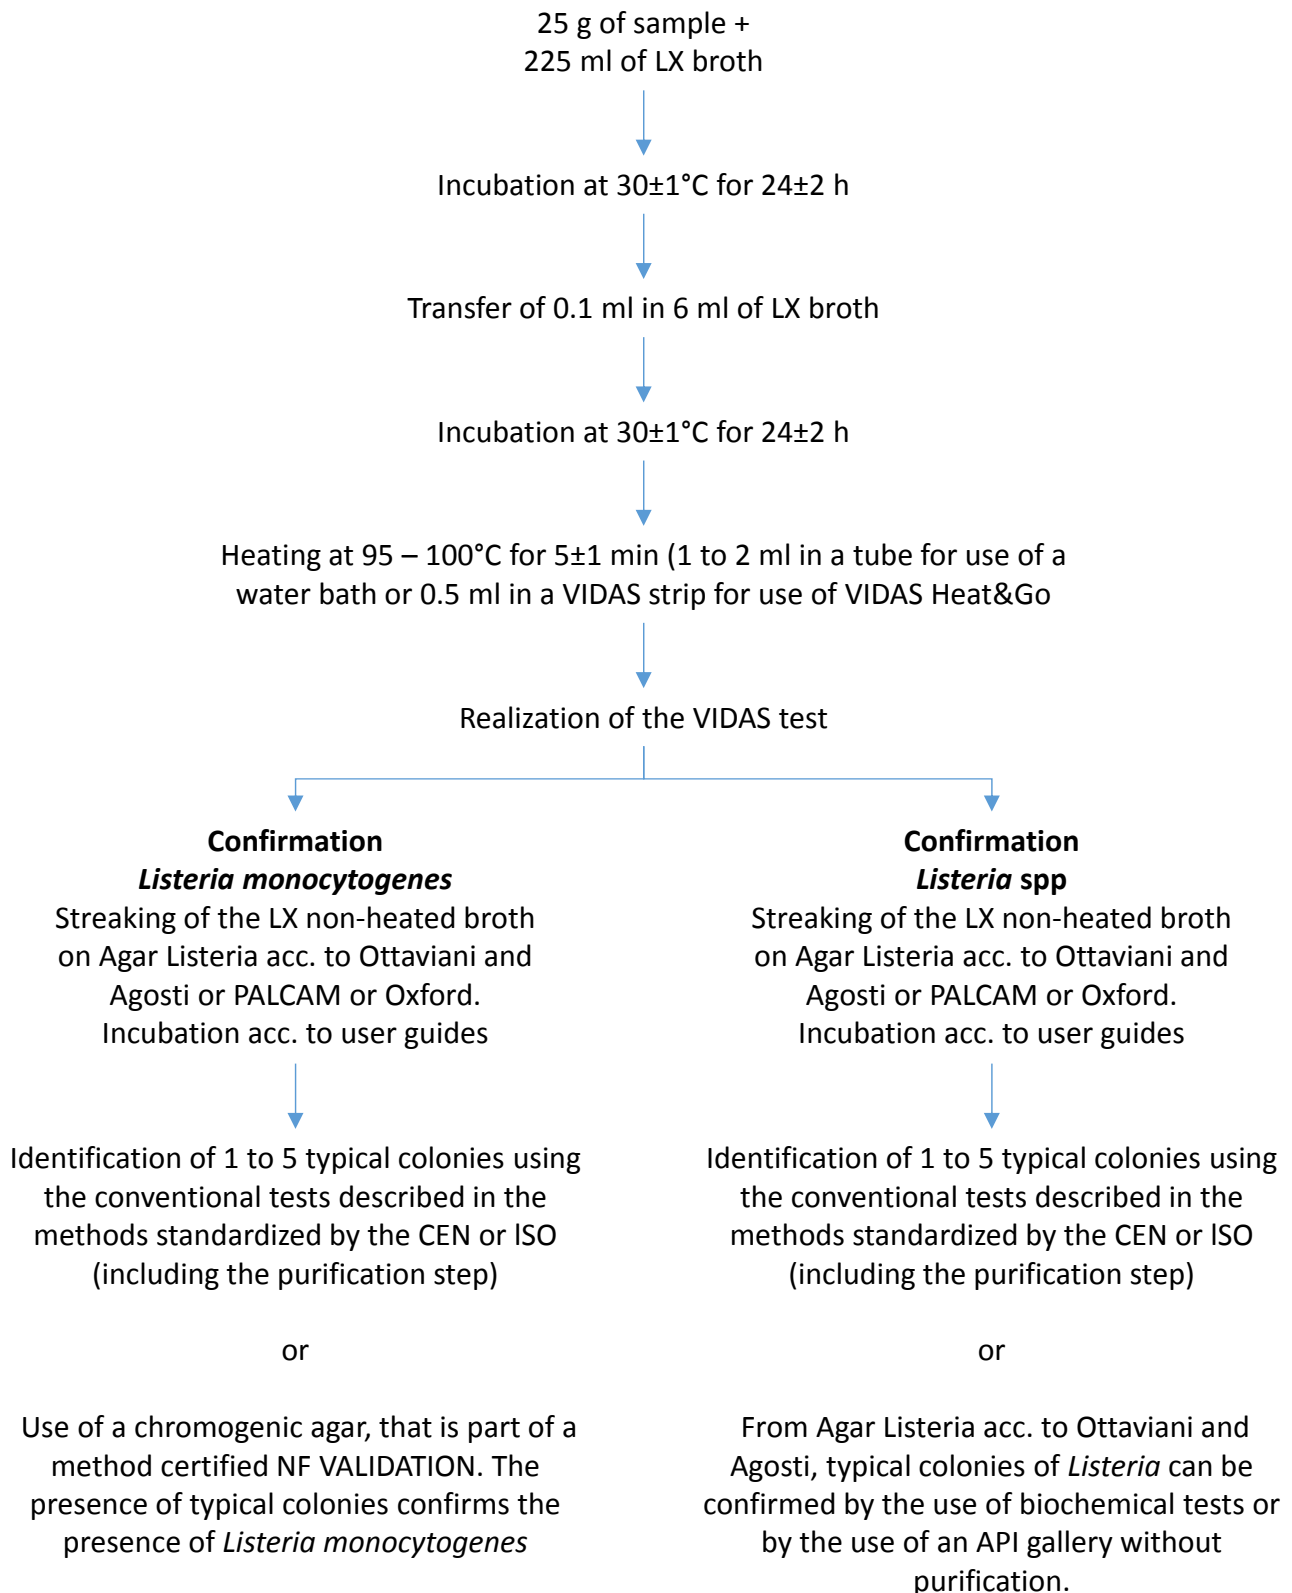 25 g of sample +
225 ml of LX broth
Incubation at 30±1°C for 24±2 h
Transfer of 0.1 ml in 6 ml of LX broth
Incubation at 30±1°C for 24±2 h
Heating at 95 – 100°C for 5±1 min (1 to 2 ml in a tube for use of a
water bath or 0.5 ml in a VIDAS strip for use of VIDAS Heat&Go
Realization of the VIDAS test
Confirmation
Listeria monocytogenes
Streaking of the LX non-heated broth
on Agar Listeria acc. to Ottaviani and
Agosti or PALCAM or Oxford.
Incubation acc. to user guides
Identification of 1 to 5 typical colonies using
the conventional tests described in the
methods standardized by the CEN or ISO
(including the purification step)
or
Use of a chromogenic agar, that is part of a
method certified NF VALIDATION. The
presence of typical colonies confirms the
presence of Listeria monocytogenes
Confirmation
Listeria spp
Streaking of the LX non-heated broth
on Agar Listeria acc. to Ottaviani and
Agosti or PALCAM or Oxford.
Incubation acc. to user guides
Identification of 1 to 5 typical colonies using
the conventional tests described in the
methods standardized by the CEN or ISO
(including the purification step)
or
From Agar Listeria acc. to Ottaviani and
Agosti, typical colonies of Listeria can be
confirmed by the use of biochemical tests or
by the use of an API gallery without
purification.